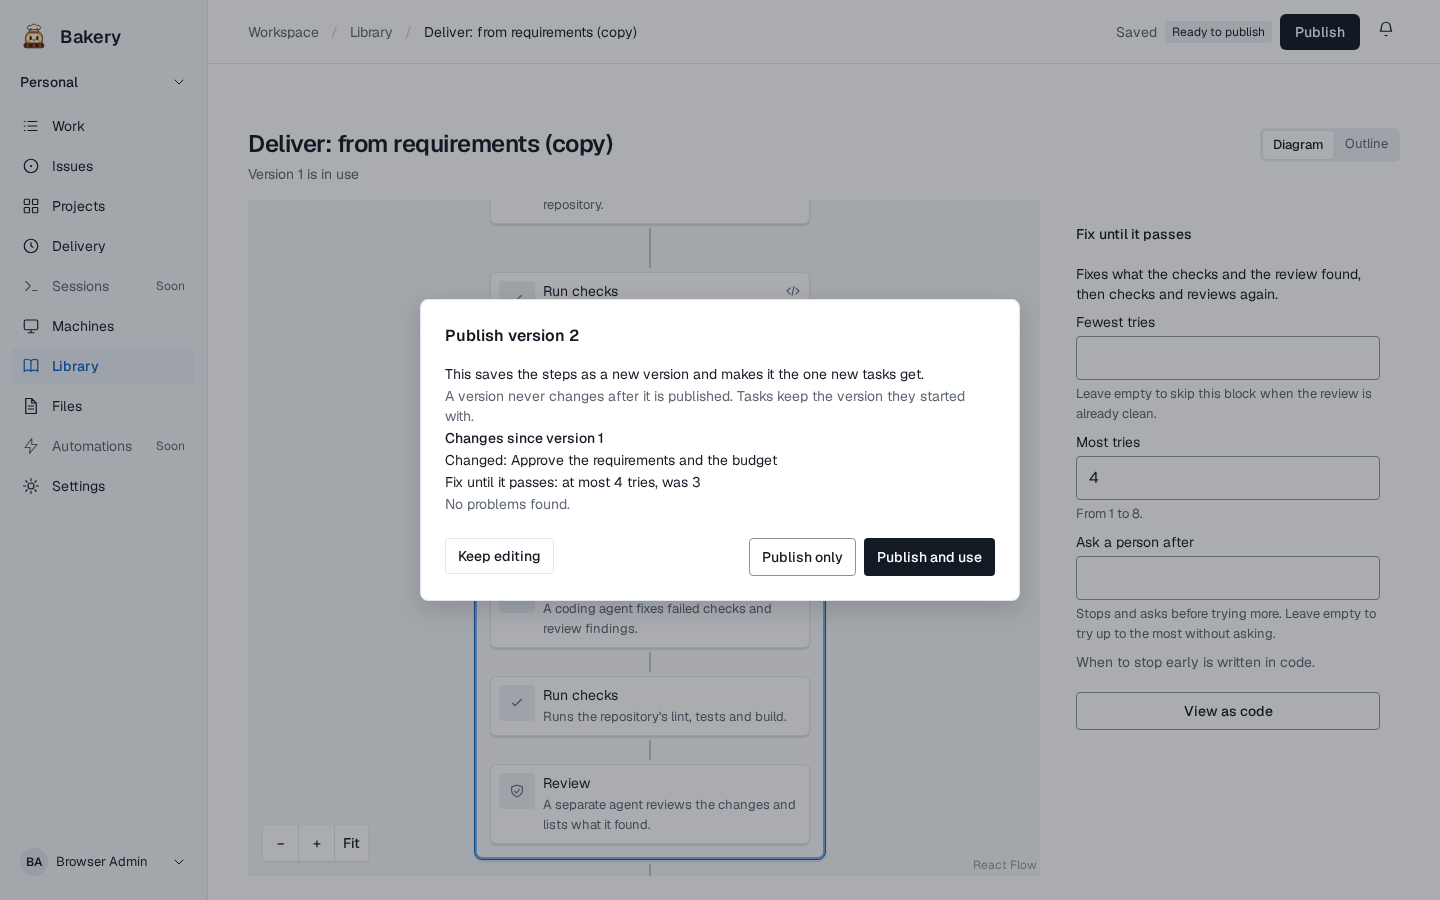 Bakery
Workspace / Library / Deliver: from requirements (copy)
Saved
Ready to publish
Publish
Personal
Work
Issues
Projects
Delivery
Sessions Soon
Machines
Library
Files
Automations Soon
Settings
BA Browser Admin
Deliver: from requirements (copy)
Version 1 is in use
Diagram
Outline
repository.
Run checks
Publish version 2
This saves the steps as a new version and makes it the one new tasks get.
A version never changes after it is published. Tasks keep the version they started
with.
Changes since version 1
Changed: Approve the requirements and the budget
Fix until it passes: at most 4 tries, was 3
No problems found.
Keep editing
Publish only
Publish and use
A coding agent fixes failed checks and
review findings.
Run checks
Runs the repository's lint, tests and build.
Review
A separate agent reviews the changes and
lists what it found.
− + Fit
React Flow
Fix until it passes
Fixes what the checks and the review found,
then checks and reviews again.
Fewest tries
Leave empty to skip this block when the review is
already clean.
Most tries
4
From 1 to 8.
Ask a person after
Stops and asks before trying more. Leave empty to
try up to the most without asking.
When to stop early is written in code.
View as code